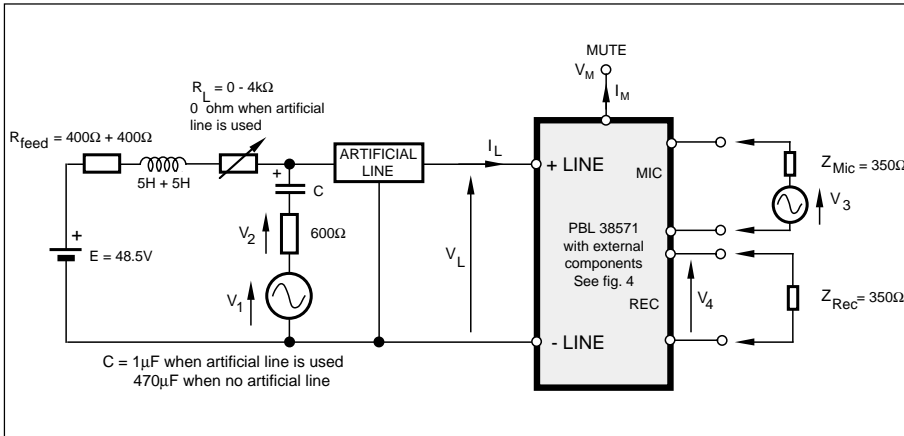 MUTE
V_M
I_M
R_L = 0 - 4kΩ
0 ohm when artificial
line is used
R_feed = 400Ω + 400Ω
5H + 5H
ARTIFICIAL
LINE
I_L
+ LINE
MIC
Z_Mic = 350Ω
V_3
+
C
600Ω
V_2
V_1
+
E = 48.5V
V_L
PBL 38571
with external
components
See fig. 4
REC
V_4
Z_Rec = 350Ω
- LINE
C = 1μF when artificial line is used
470μF when no artificial line